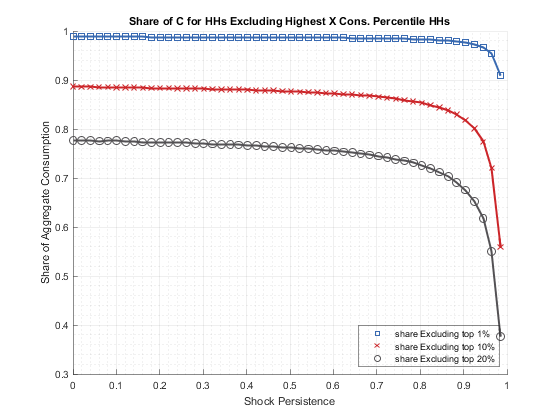 Share of C for HHs Excluding Highest X Cons. Percentile HHs
1
0.9
0.8
0.7
0.6
0.5
0.4
0.3
Share of Aggregate Consumption
share Excluding top 1%
share Excluding top 10%
share Excluding top 20%
0 0.1 0.2 0.3 0.4 0.5 0.6 0.7 0.8 0.9 1
Shock Persistence